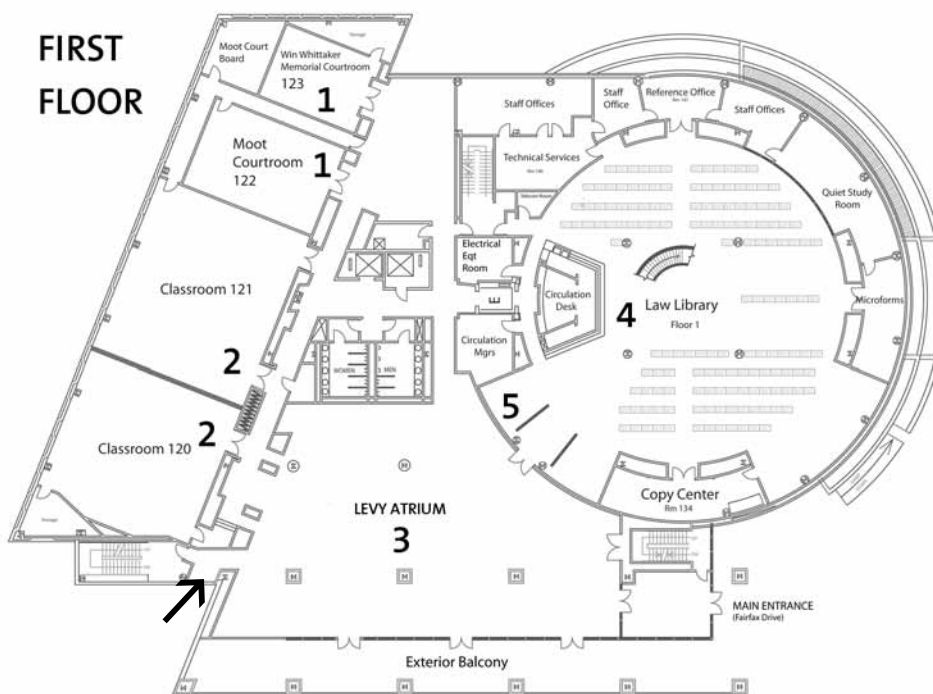 FIRST
FLOOR
Moot Court
Board
Storage
Win Whittaker
Memorial Courtroom
123
1
Moot
Courtroom
122
1
Classroom 121
2
Classroom 120
2
Storage
Staff Offices
Staff
Office
Reference Office
Staff Offices
Technical Services
Quiet Study
Room
Electrical
Eqt
Room
E
Circulation
Desk
4
Law Library
Floor 1
Microforms
Circulation
Mgrs
WOMEN
MEN
5
Copy Center
Rm 134
LEVY ATRIUM
3
MAIN ENTRANCE
(Fairfax Drive)
Exterior Balcony